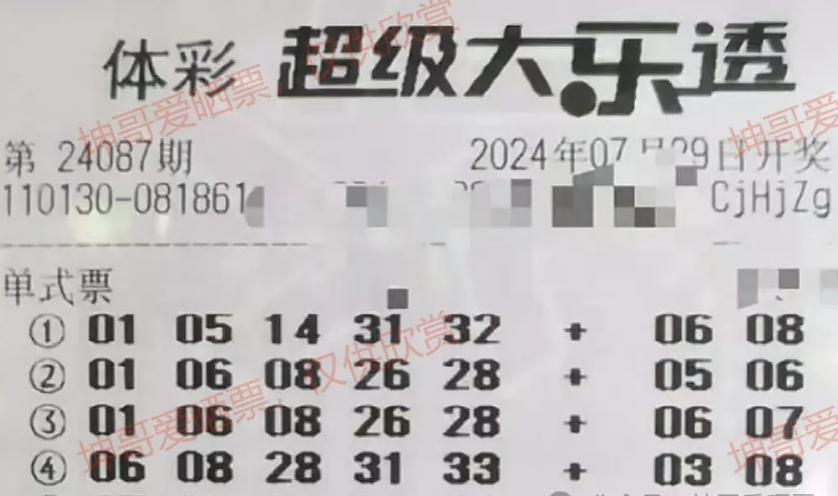 体彩 超级大乐透
第 24087期 2024年07月29日开奖
110130-081861 CjHjZg
单式票
① 01 05 14 31 32 + 06 08
② 01 06 08 26 28 + 05 06
③ 01 06 08 26 28 + 06 07
④ 06 08 28 31 33 + 03 08
坤哥爱晒票,仅供欣赏
坤哥爱晒票
坤哥爱晒票,仅供欣赏
坤哥爱晒票